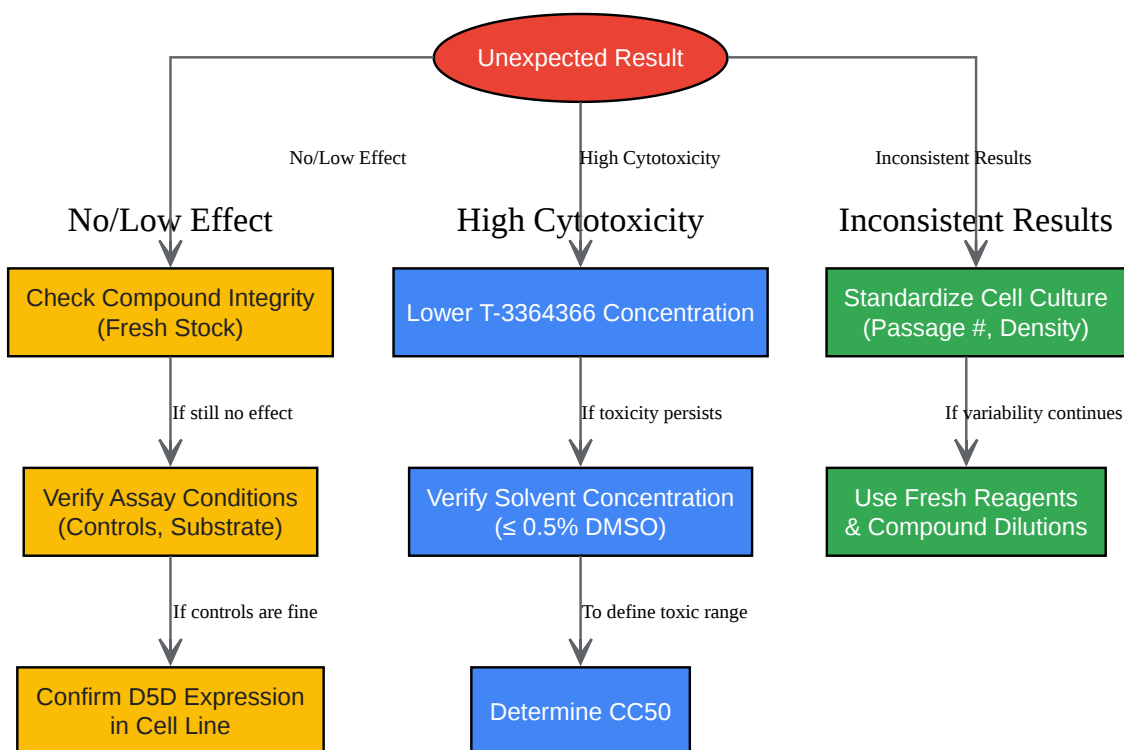 Unexpected Result
No/Low Effect
High Cytotoxicity
Inconsistent Results
No/Low Effect
High Cytotoxicity
Inconsistent Results
Check Compound Integrity
(Fresh Stock)
Lower T-3364366 Concentration
Standardize Cell Culture
(Passage #, Density)
If still no effect
If toxicity persists
If variability continues
Verify Assay Conditions
(Controls, Substrate)
Verify Solvent Concentration
(≤ 0.5% DMSO)
Use Fresh Reagents
& Compound Dilutions
If controls are fine
To define toxic range
Confirm D5D Expression
in Cell Line
Determine CC50